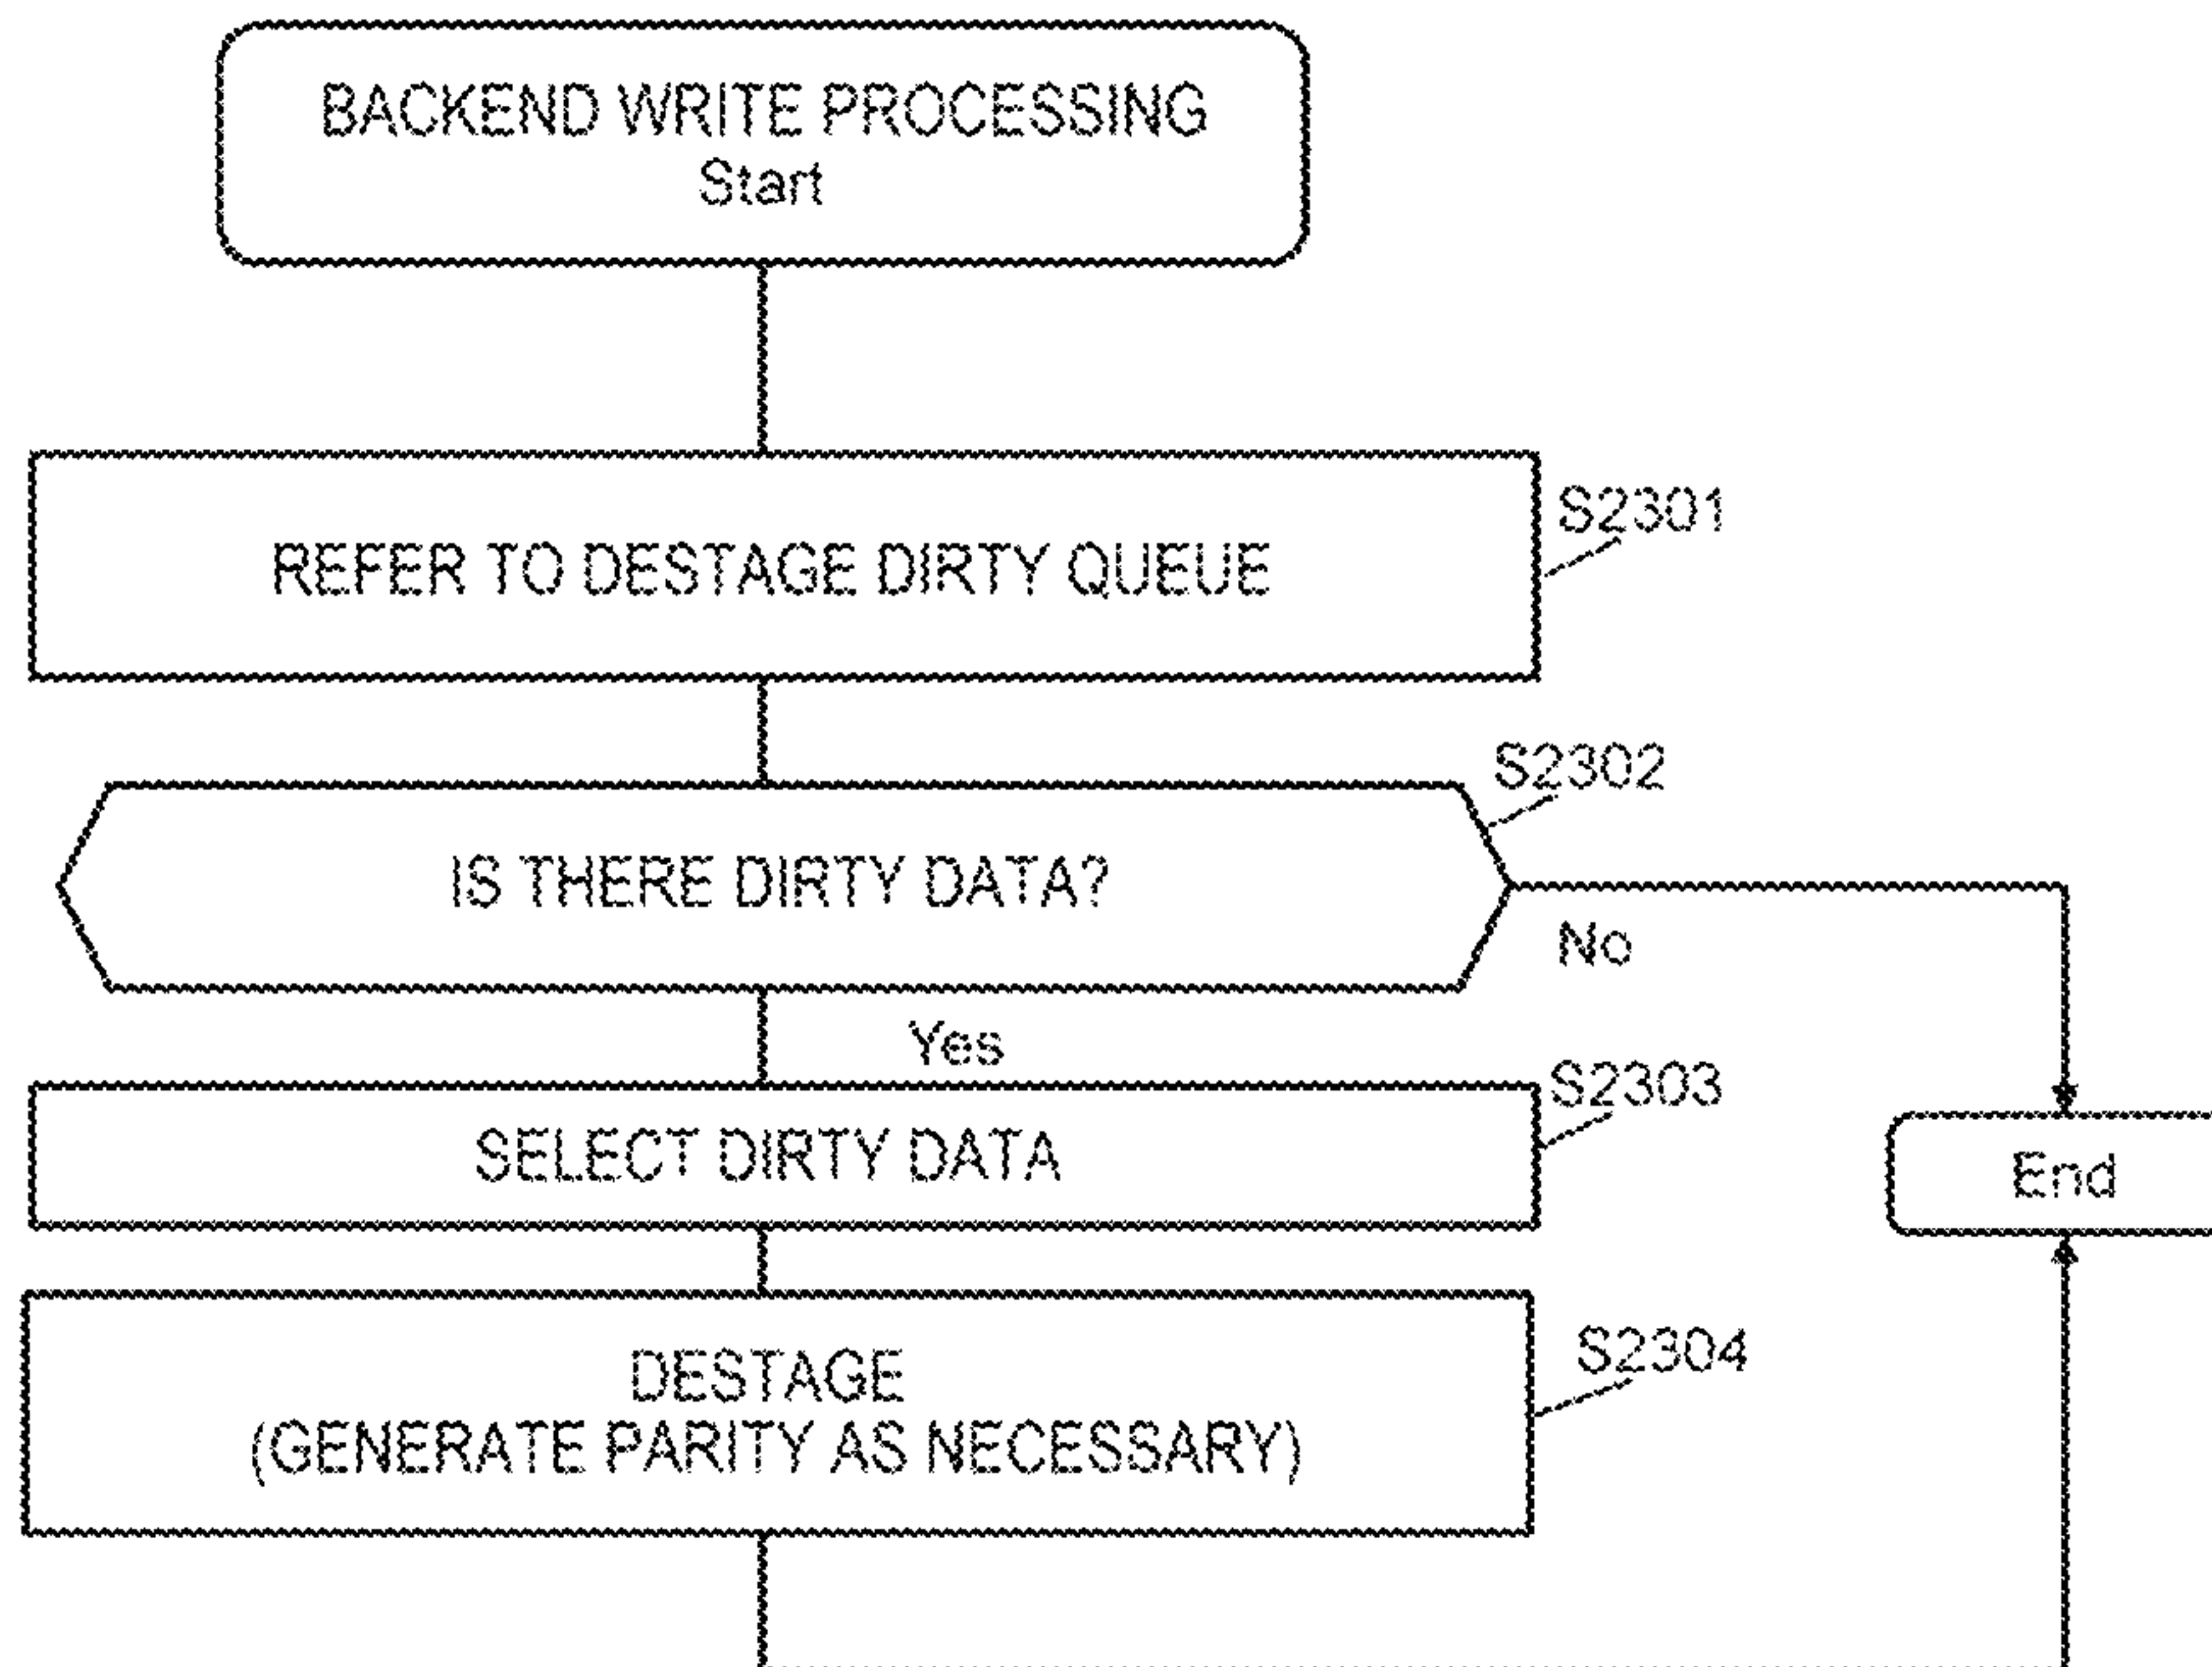 BACKEND WRITE PROCESSING
Start
S2301
REFER TO DESTAGE DIRTY QUEUE
S2302
IS THERE DIRTY DATA?
No
Yes
S2303
SELECT DIRTY DATA
End
S2304
DESTAGE
(GENERATE PARITY AS NECESSARY)